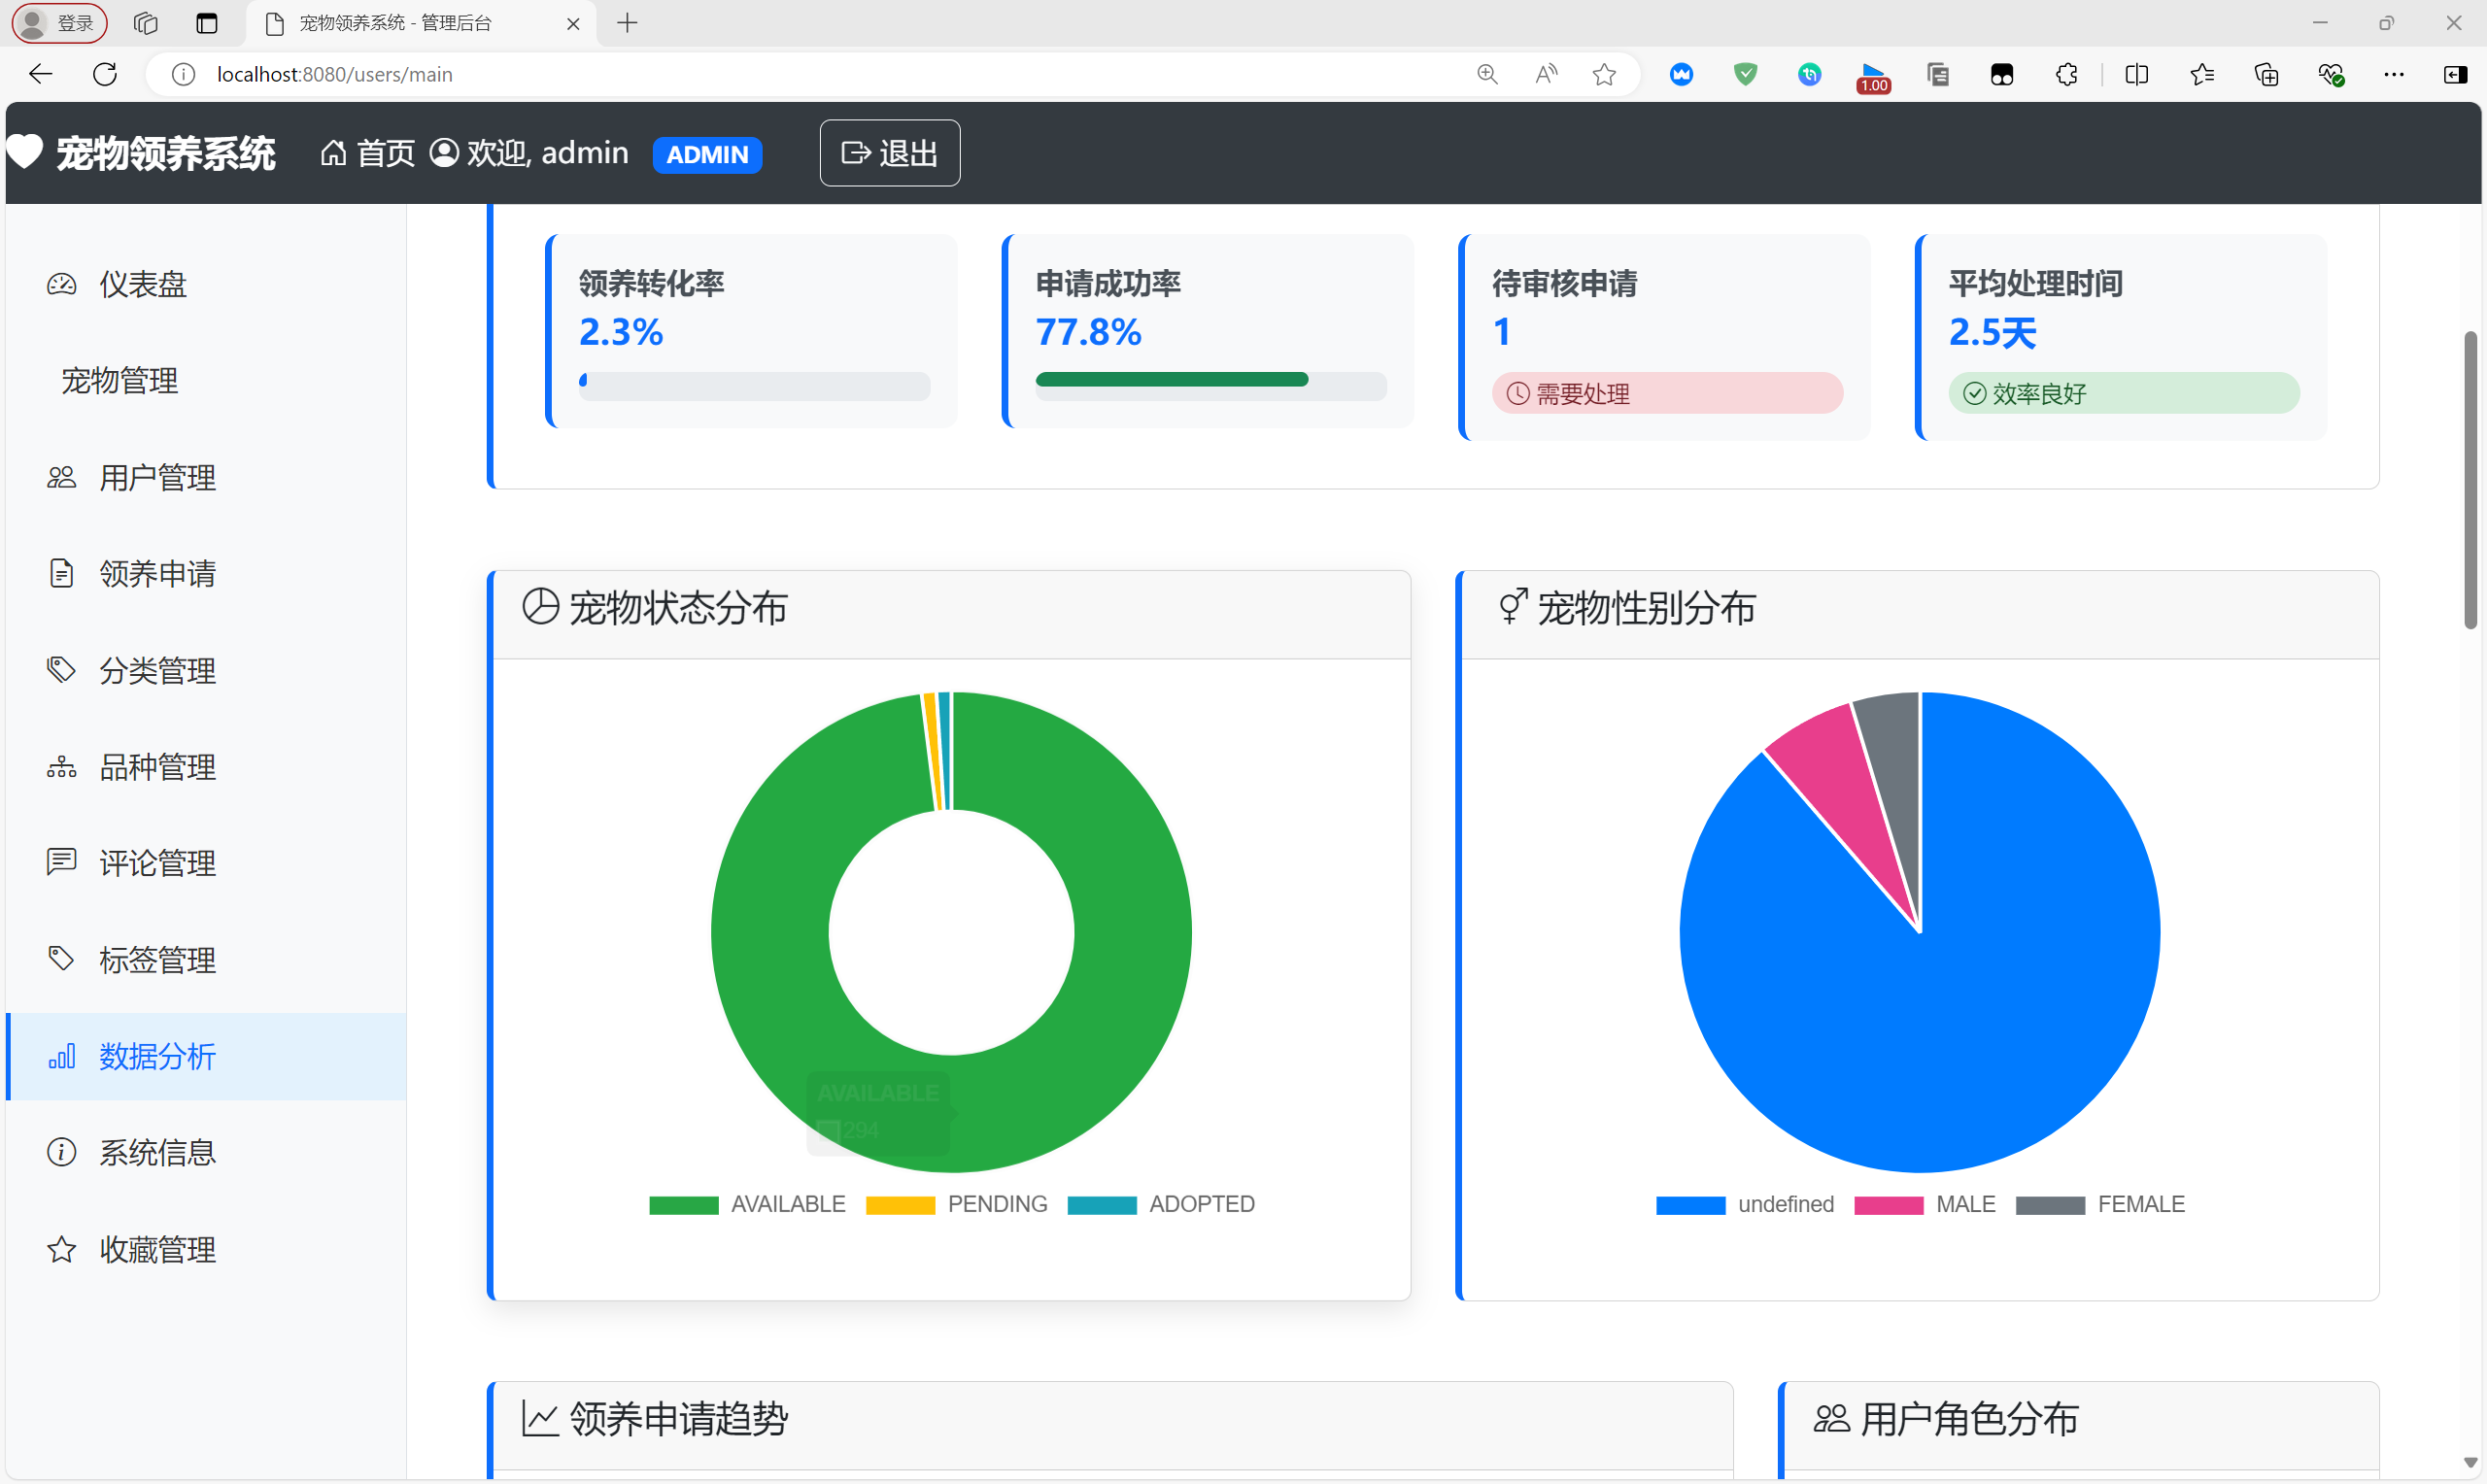 登录
宠物领养系统 - 管理后台
localhost:8080/users/main
1.00
宠物领养系统 首页 欢迎, admin ADMIN 退出
仪表盘
宠物管理
用户管理
领养申请
分类管理
品种管理
评论管理
标签管理
数据分析
系统信息
收藏管理
领养转化率
2.3%
申请成功率
77.8%
待审核申请
1
需要处理
平均处理时间
2.5天
效率良好
宠物状态分布
AVAILABLE
294
AVAILABLE PENDING ADOPTED
宠物性别分布
undefined MALE FEMALE
领养申请趋势
用户角色分布